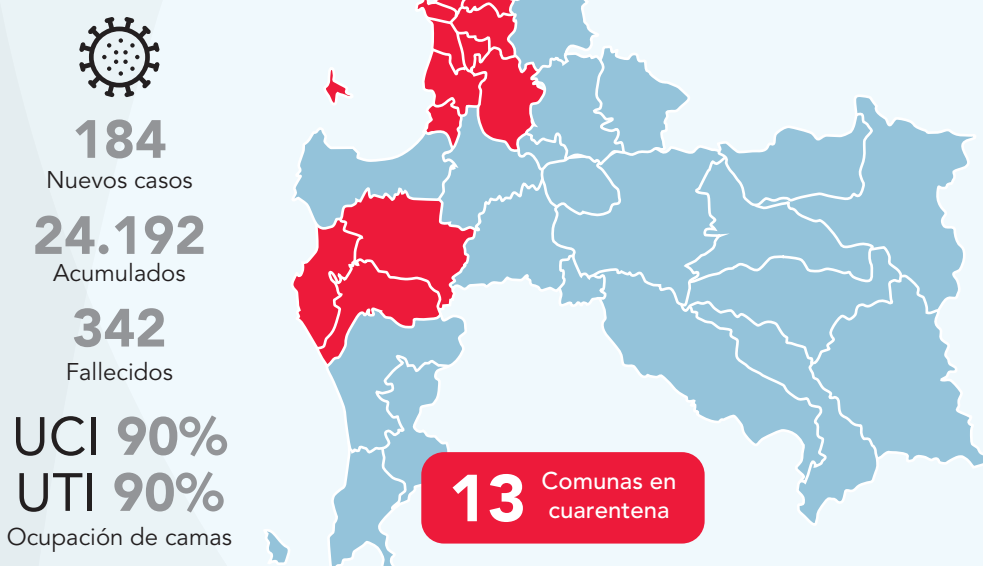 184
Nuevos casos
24.192
Acumulados
342
Fallecidos
UCI 90%
UTI 90%
Ocupación de camas
13 Comunas en
cuarentena